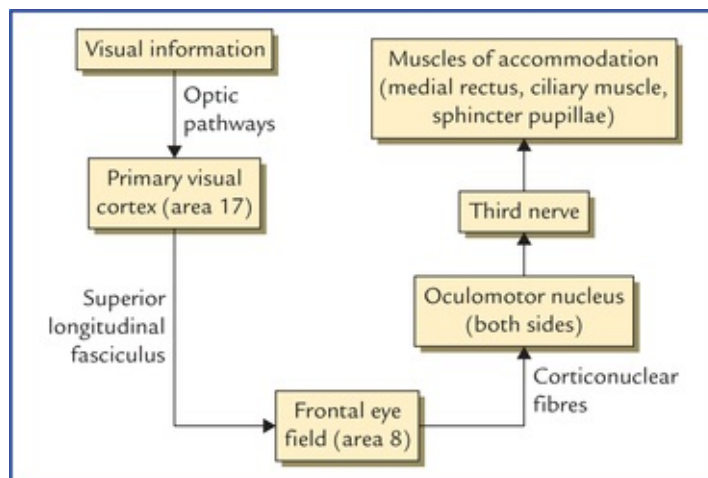 Visual information
Optic
pathways
Primary visual
cortex (area 17)
Superior
longitudinal
fasciculus
Frontal eye
field (area 8)
Corticonuclear
fibres
Oculomotor nucleus
(both sides)
Third nerve
Muscles of accommodation
(medial rectus, ciliary muscle,
sphincter pupillae)